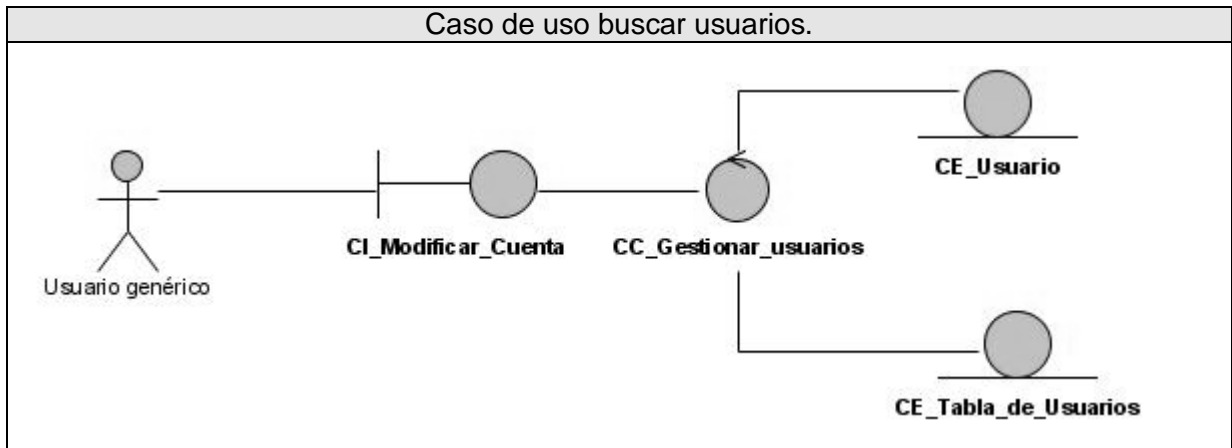 Caso de uso buscar usuarios.
CE_Usuario
CI_Modificar_Cuenta
CC_Gestionar_usuarios
Usuario genérico
CE_Tabla_de_Usuarios